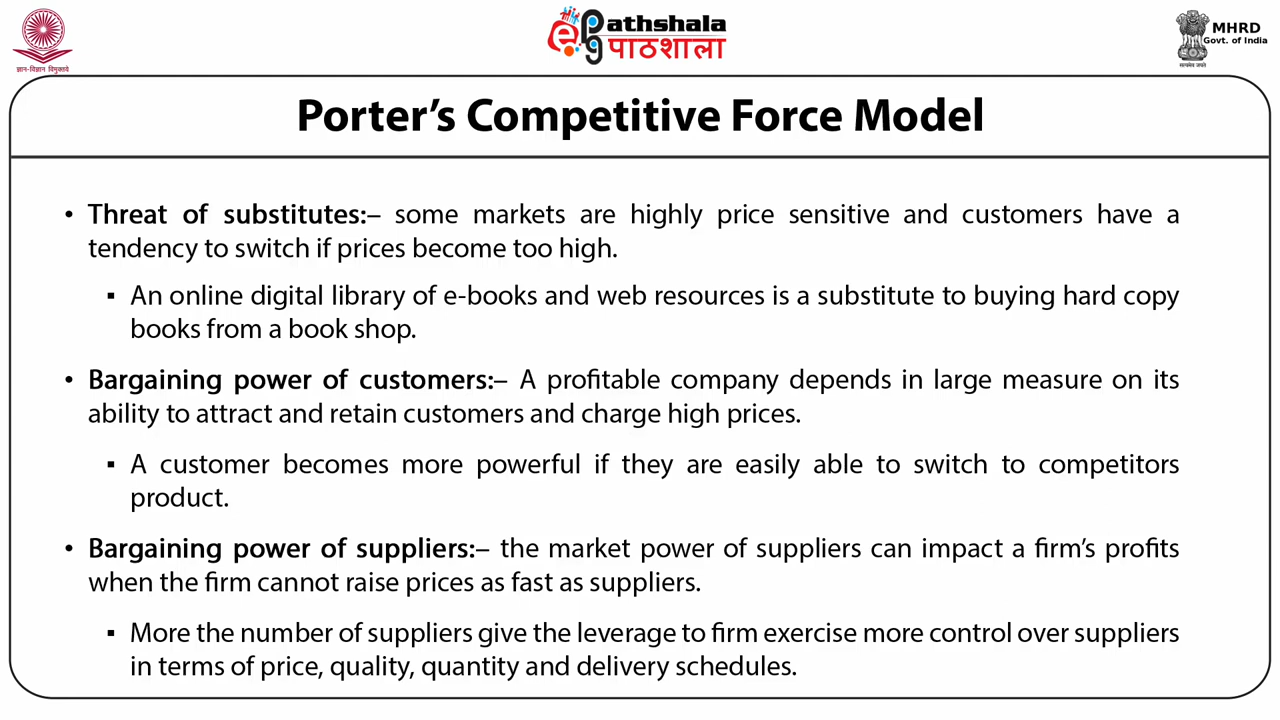 ज्ञान-विज्ञान विमुक्तये
epg
Pathshala
पाठशाला
MHRD
Govt. of India
सत्यमेव जयते
Porter’s Competitive Force Model
• Threat of substitutes:– some markets are highly price sensitive and customers have a
tendency to switch if prices become too high.
▪ An online digital library of e-books and web resources is a substitute to buying hard copy
books from a book shop.
• Bargaining power of customers:– A profitable company depends in large measure on its
ability to attract and retain customers and charge high prices.
▪ A customer becomes more powerful if they are easily able to switch to competitors
product.
• Bargaining power of suppliers:– the market power of suppliers can impact a firm’s profits
when the firm cannot raise prices as fast as suppliers.
▪ More the number of suppliers give the leverage to firm exercise more control over suppliers
in terms of price, quality, quantity and delivery schedules.